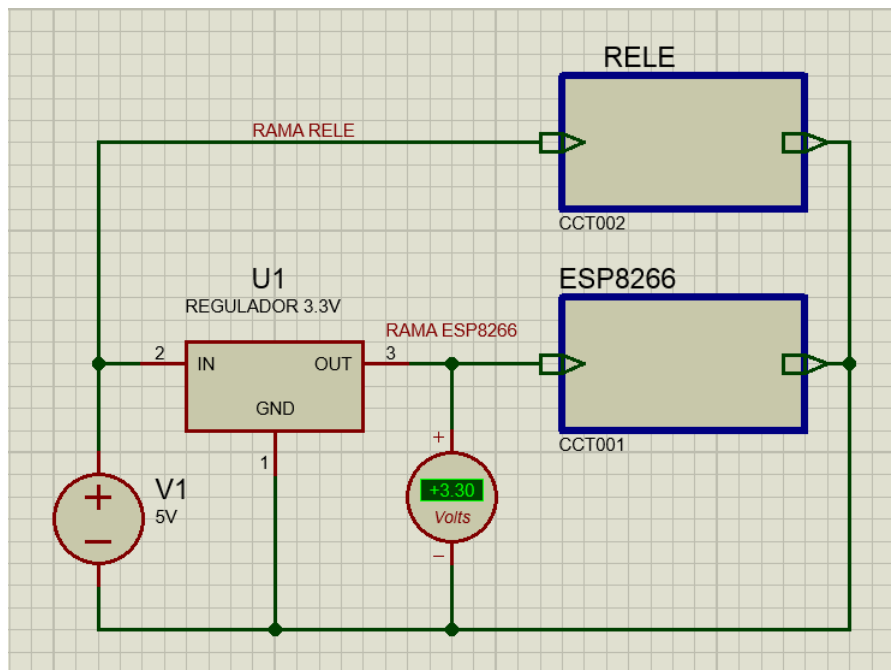 RELE
RAMA RELE
CCT002
U1
REGULADOR 3.3V
ESP8266
RAMA ESP8266
2
IN
OUT
3
GND
1
CCT001
+
+3.30
Volts
−
V1
5V